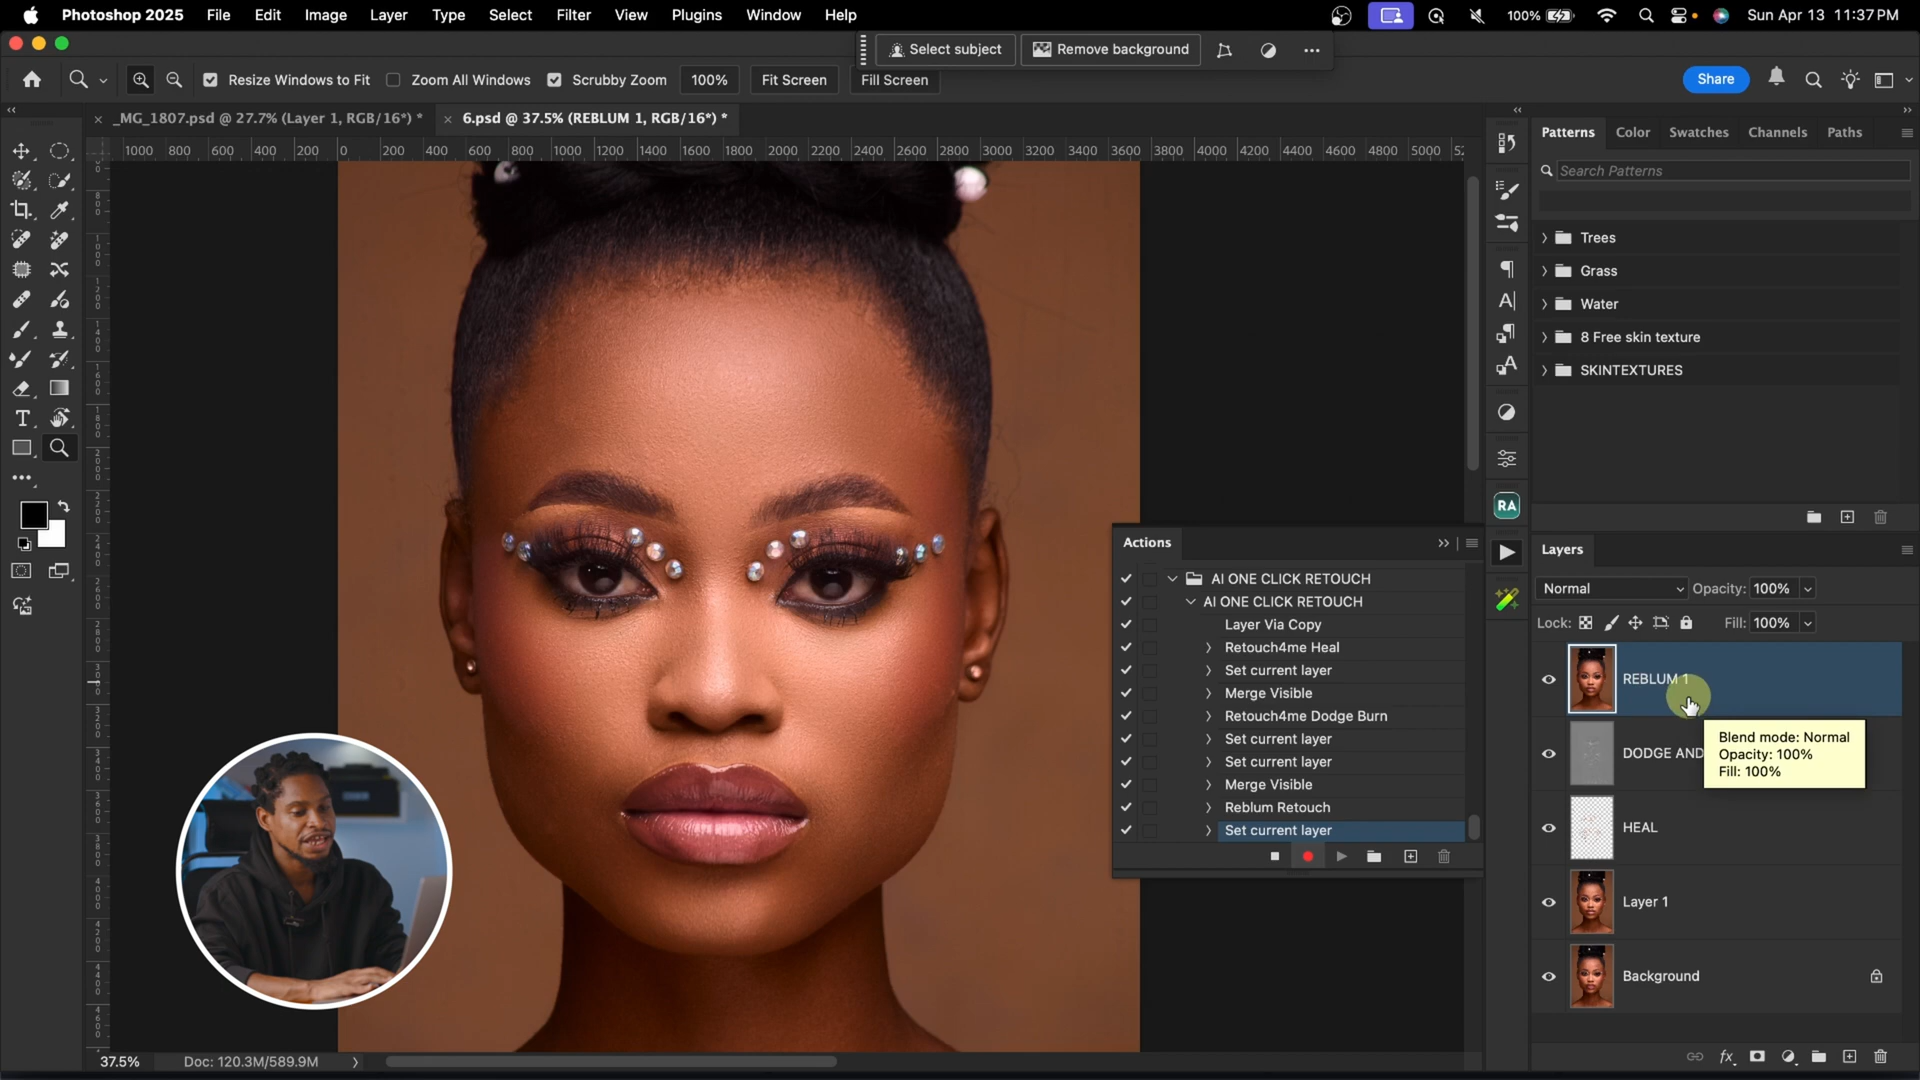 Photoshop 2025 File Edit Image Layer Type Select Filter View Plugins Window Help 100% Sun Apr 13 11:37 PM
Select subject Remove background
Resize Windows to Fit Zoom All Windows Scrubby Zoom 100% Fit Screen Fill Screen Share
_MG_1807.psd @ 27.7% (Layer 1, RGB/16*) * 6.psd @ 37.5% (REBLUM 1, RGB/16*) *
1000 800 600 400 200 0 200 400 600 800 1000 1200 1400 1600 1800 2000 2200 2400 2600 2800 3000 3200 3400 3600 3800 4000 4200 4400 4600 4800 5000
Patterns Color Swatches Channels Paths
Search Patterns
Trees
Grass
Water
8 Free skin texture
SKINTEXTURES
RA
Actions
AI ONE CLICK RETOUCH
AI ONE CLICK RETOUCH
Layer Via Copy
Retouch4me Heal
Set current layer
Merge Visible
Retouch4me Dodge Burn
Set current layer
Set current layer
Merge Visible
Reblum Retouch
Set current layer
Layers
Normal Opacity: 100%
Lock: Fill: 100%
REBLUM 1
DODGE AND
Blend mode: Normal
Opacity: 100%
Fill: 100%
HEAL
Layer 1
Background
fx
37.5% Doc: 120.3M/589.9M